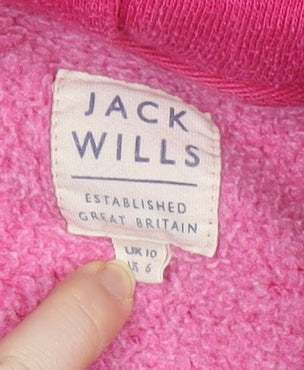 JACK
WILLS
ESTABLISHED
GREAT BRITAIN
UK 10
US 6